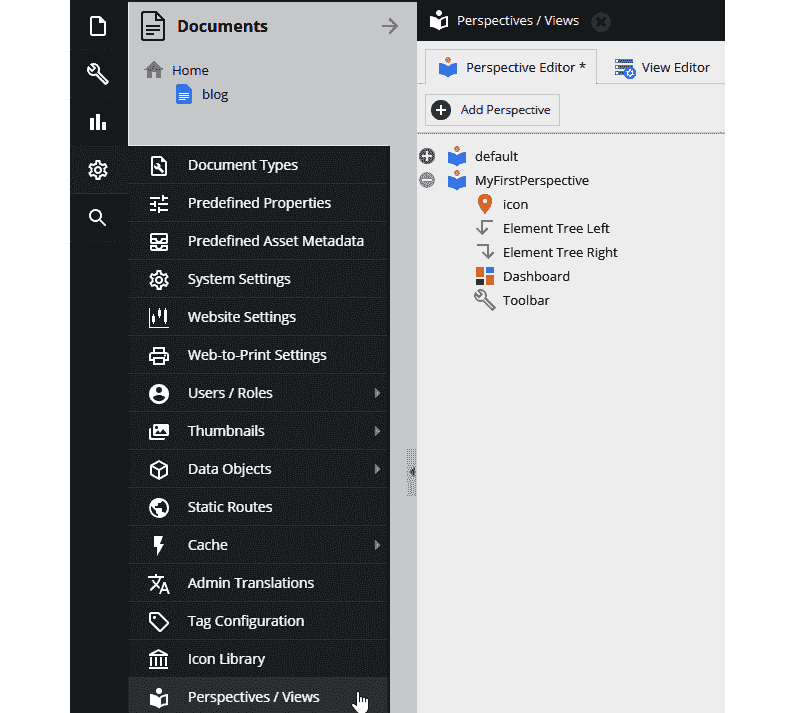 Documents
Home
blog
Document Types
Predefined Properties
Predefined Asset Metadata
System Settings
Website Settings
Web-to-Print Settings
Users / Roles
Thumbnails
Data Objects
Static Routes
Cache
Admin Translations
Tag Configuration
Icon Library
Perspectives / Views
Perspectives / Views
Perspective Editor * View Editor
Add Perspective
default
MyFirstPerspective
icon
Element Tree Left
Element Tree Right
Dashboard
Toolbar